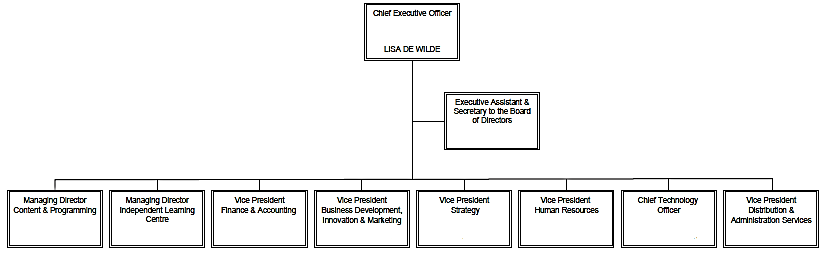 Chief Executive Officer
LISA DE WILDE
Executive Assistant &
Secretary to the Board
of Directors
Managing Director
Content & Programming
Managing Director
Independent Learning
Centre
Vice President
Finance & Accounting
Vice President
Business Development,
Innovation & Marketing
Vice President
Strategy
Vice President
Human Resources
Chief Technology
Officer
Vice President
Distribution &
Administration Services